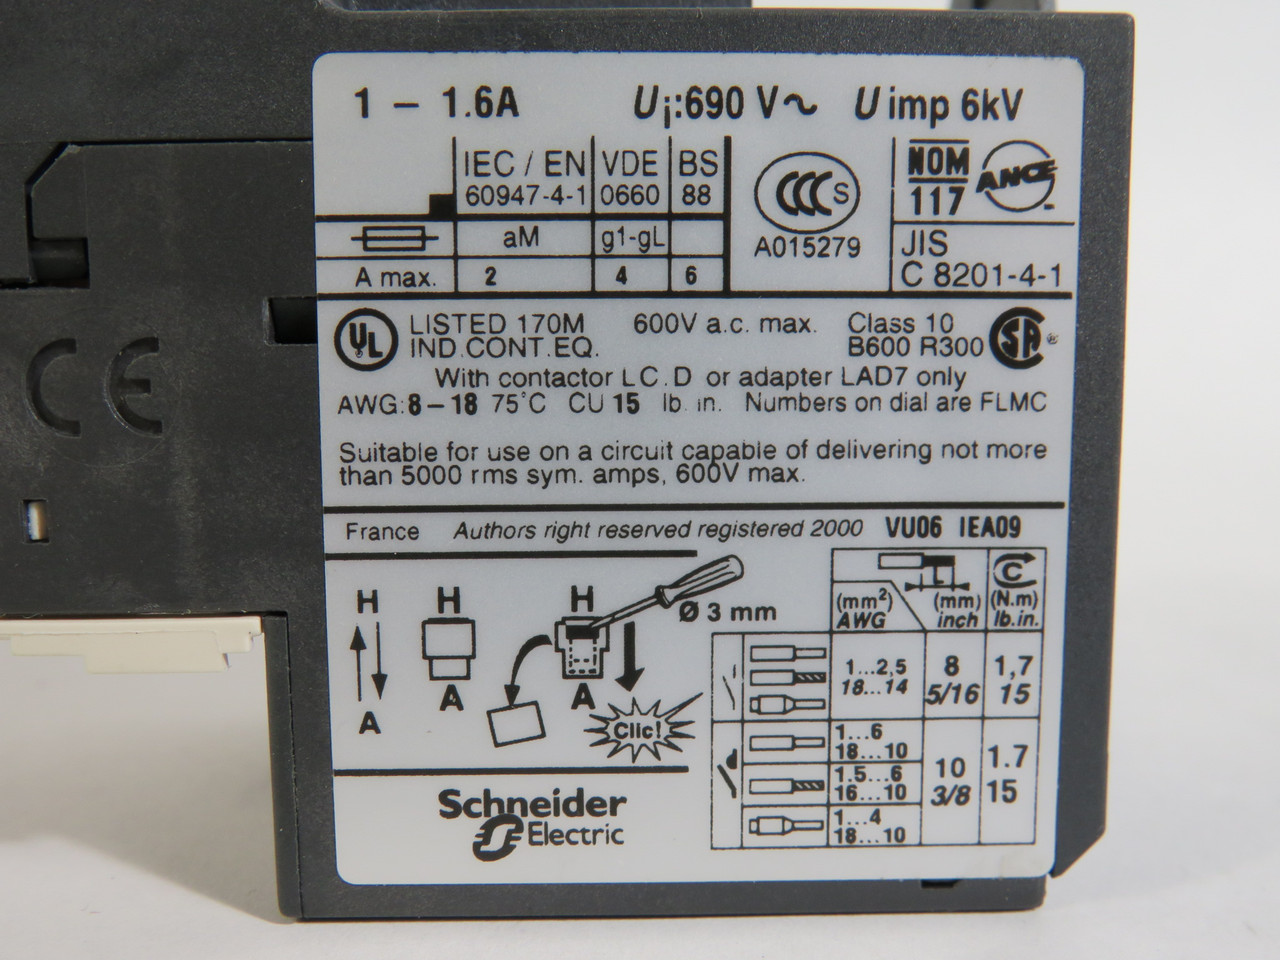 1 – 1.6A Ui:690 V~ U imp 6kV
IEC / EN VDE BS
60947-4-1 0660 88
aM g1-gL
A max. 2 4 6
CCC S
A015279
NOM ANCE
117
JIS
C 8201-4-1
UL LISTED 170M 600V a.c. max. Class 10
IND.CONT.EQ. B600 R300 SA ®
With contactor LC.D or adapter LAD7 only
AWG:8–18 75°C CU 15 lb. in. Numbers on dial are FLMC
Suitable for use on a circuit capable of delivering not more
than 5000 rms sym. amps, 600V max.
France Authors right reserved registered 2000 VU06 IEA09
H H H
A A A
Ø 3 mm
Clic!
L C
(mm²) (mm) (N.m)
AWG inch lb.in.
1...2,5 8 1,7
18...14 5/16 15
1...6
18...10
1.5...6 10 1.7
16...10 3/8 15
1...4
18...10
Schneider
Electric
CE